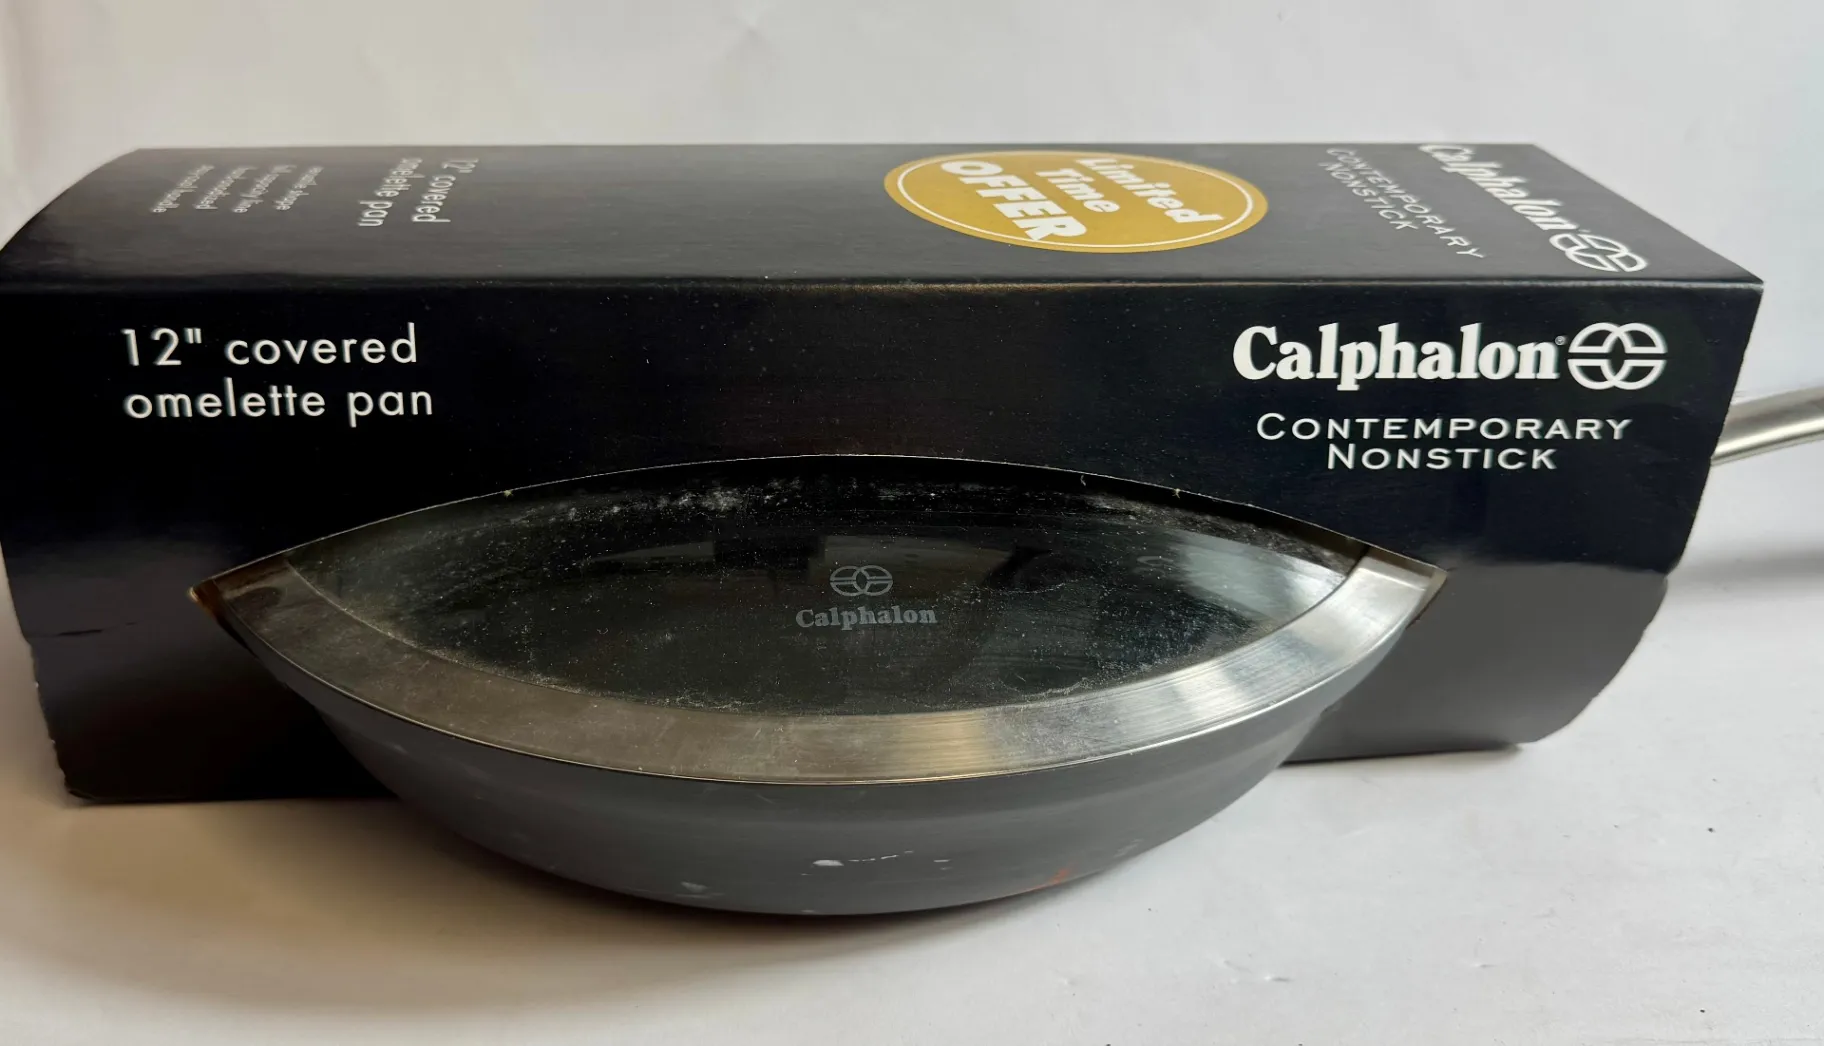 12" covered
omelette pan
Limited
Time
OFFER
Calphalon
CONTEMPORARY
NONSTICK
12" covered
omelette pan
Calphalon®
CONTEMPORARY
NONSTICK
Calphalon